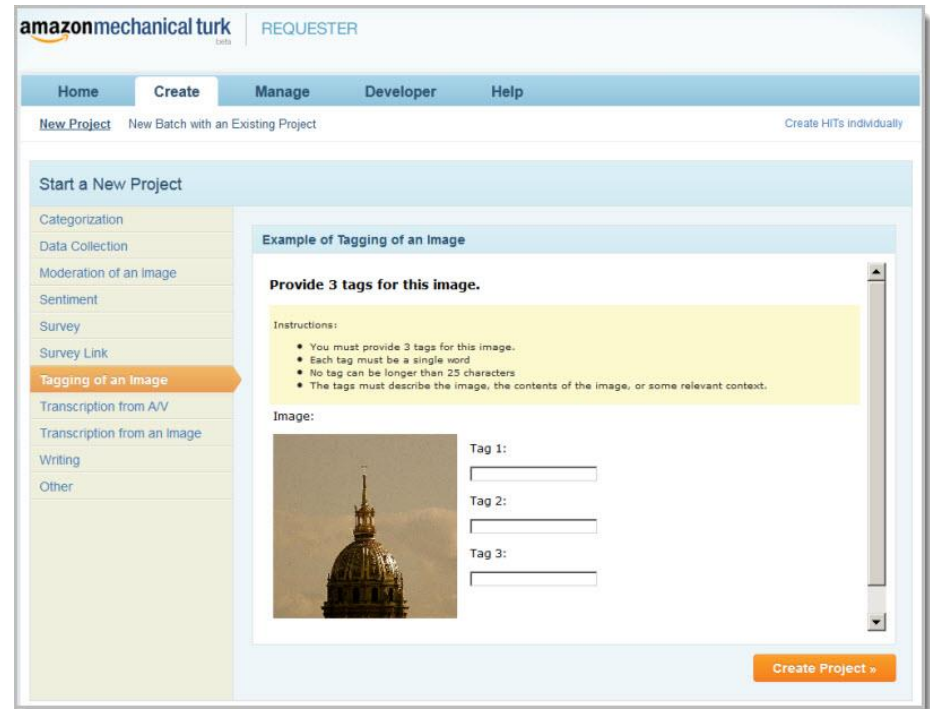 amazonmechanical turk
beta
REQUESTER
Home Create Manage Developer Help
New Project New Batch with an Existing Project Create HITs individually
Start a New Project
Categorization
Data Collection
Moderation of an Image
Sentiment
Survey
Survey Link
Tagging of an Image
Transcription from A/V
Transcription from an Image
Writing
Other
Example of Tagging of an Image
Provide 3 tags for this image.
Instructions:
• You must provide 3 tags for this image.
• Each tag must be a single word
• No tag can be longer than 25 characters
• The tags must describe the image, the contents of the image, or some relevant context.
Image:
Tag 1:
Tag 2:
Tag 3:
Create Project »